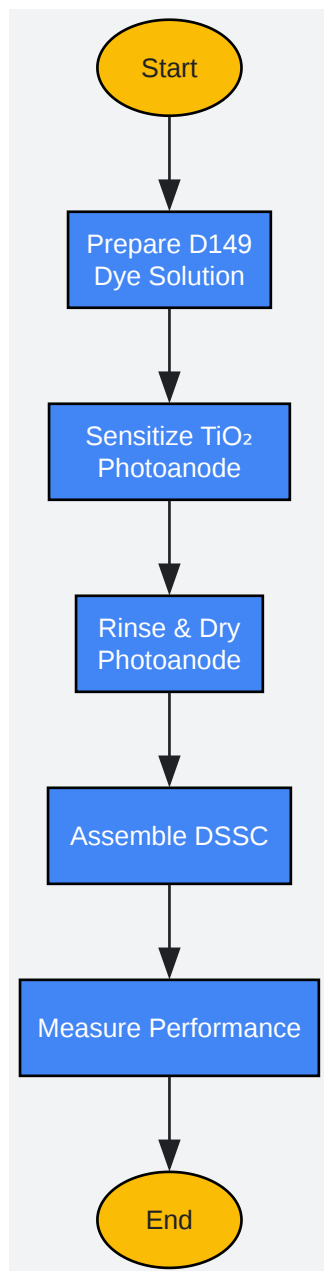 Start
Prepare D149
Dye Solution
Sensitize TiO₂
Photoanode
Rinse & Dry
Photoanode
Assemble DSSC
Measure Performance
End